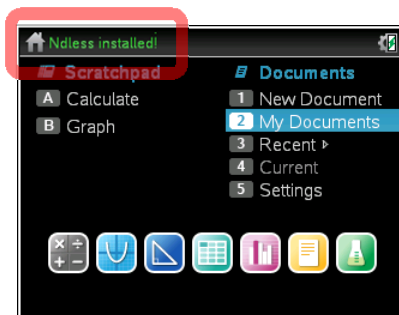 Ndless installed!
Scratchpad
A Calculate
B Graph
Documents
1 New Document
2 My Documents
3 Recent ▹
4 Current
5 Settings